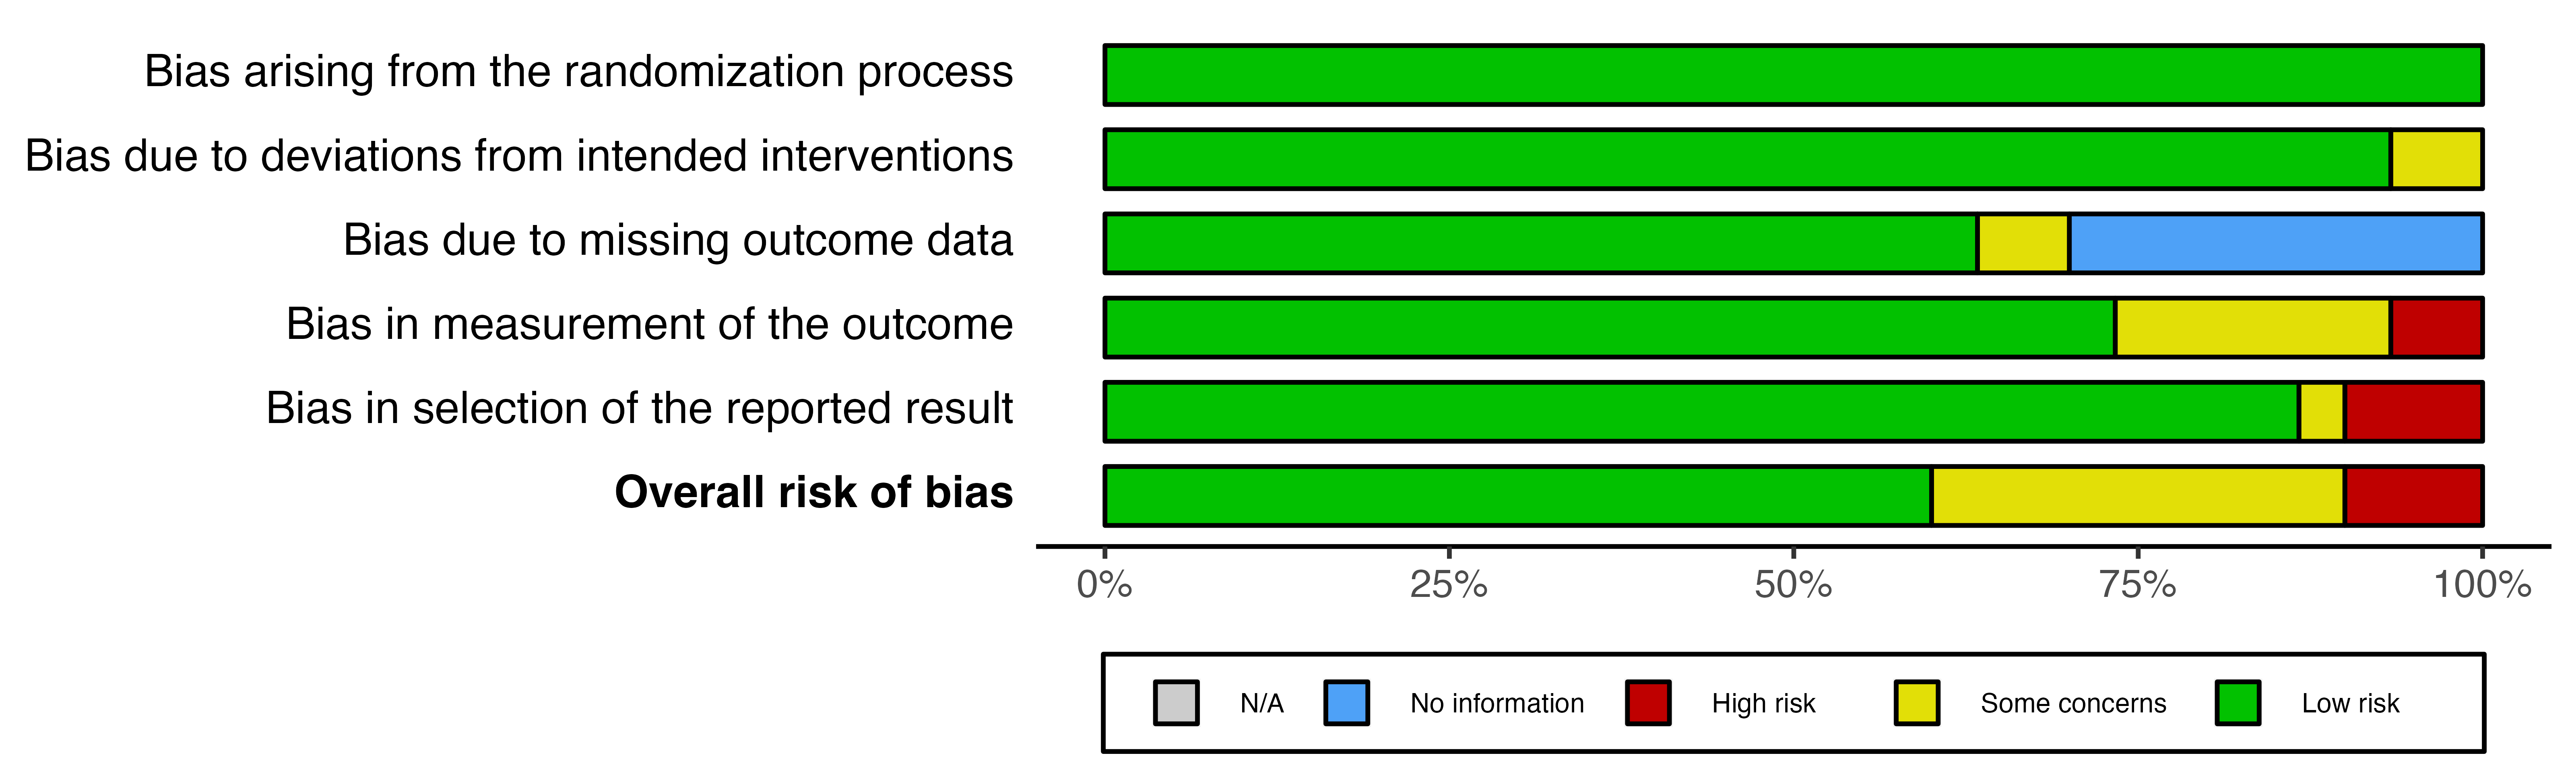 Bias arising from the randomization process
Bias due to deviations from intended interventions
Bias due to missing outcome data
Bias in measurement of the outcome
Bias in selection of the reported result
Overall risk of bias
0% 25% 50% 75% 100%
N/A No information High risk Some concerns Low risk